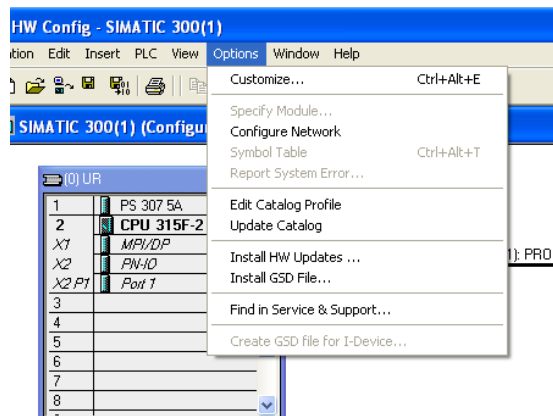 HW Config - SIMATIC 300(1)
Edit Insert PLC View Options Window Help
Customize... Ctrl+Alt+E
Specify Module...
SIMATIC 300(1)
Configure Network
Symbol Table Ctrl+Alt+T
Report System Error...
(0) UR
1 PS 307 5A
Edit Catalog Profile
2 CPU 315F-2
Update Catalog
X1 MPI/DP
X2 PN-IO
Install HW Updates ...
1): PRO
X2 P1 Port 1
Install GSD File...
3
Find in Service & Support...
4
5
Create GSD file for I-Device...
6
7
8